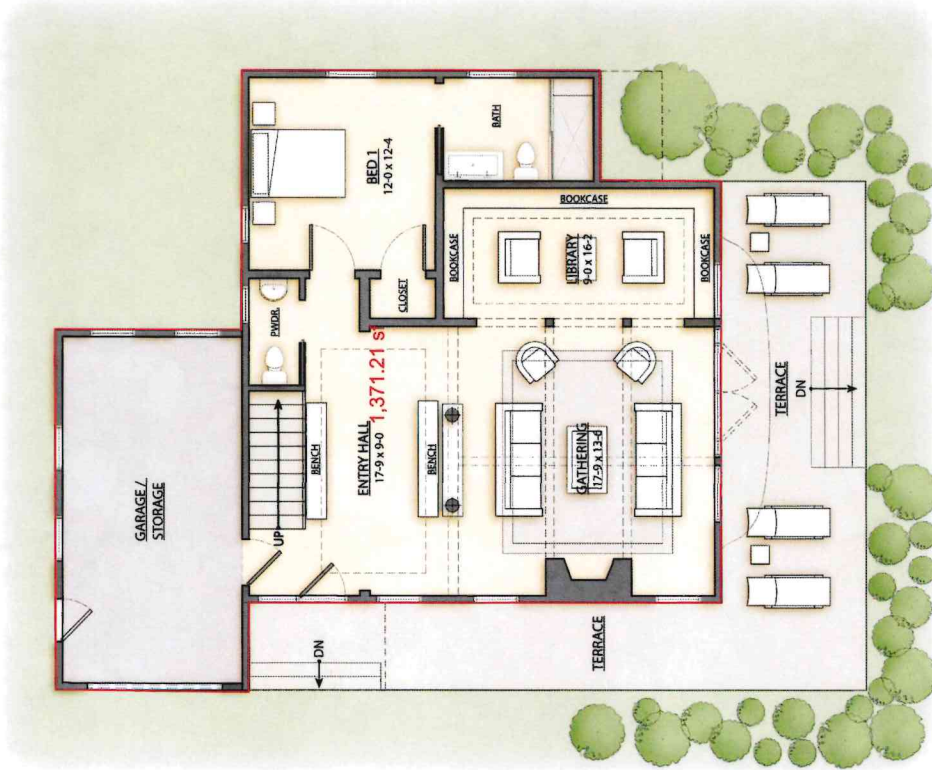 BED 1
12-0 x 12-4
BATH
BOOKCASE
BOOKCASE
LIBRARY
9-0 x 16-2
BOOKCASE
PWDR.
CLOSET
1,371.21 sf
TERRACE
DN
GARAGE /
STORAGE
UP
BENCH
ENTRY HALL
17-9 x 9-0
BENCH
GATHERING
17-9 x 13-6
DN
TERRACE